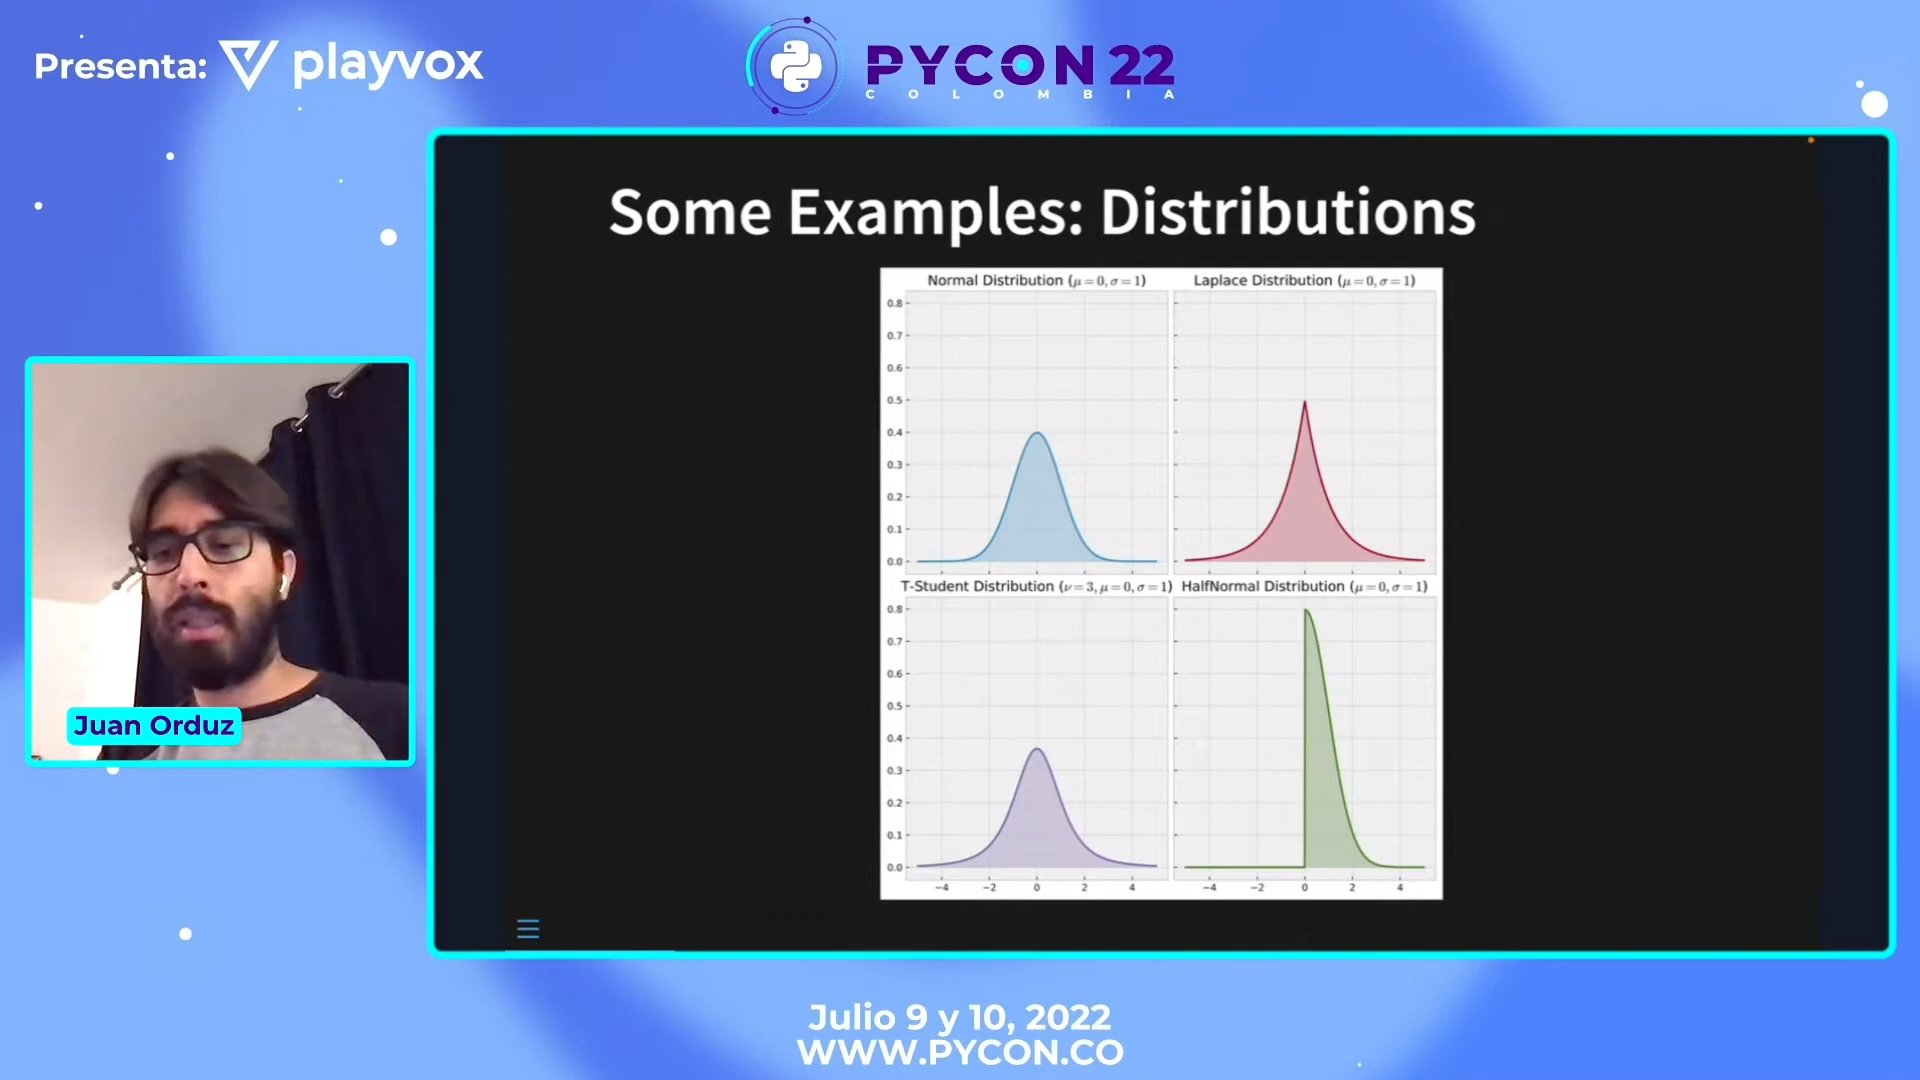 Presenta: playvox
PYCON 22
COLOMBIA
Some Examples: Distributions
Normal Distribution (μ = 0, σ = 1)
Laplace Distribution (μ = 0, σ = 1)
0.8
0.7
0.6
0.5
0.4
0.3
0.2
0.1
0.0
T-Student Distribution (ν = 3, μ = 0, σ = 1)
HalfNormal Distribution (μ = 0, σ = 1)
0.8
0.7
0.6
0.5
0.4
0.3
0.2
0.1
0.0
−4 −2 0 2 4
−4 −2 0 2 4
Juan Orduz
Julio 9 y 10, 2022
WWW.PYCON.CO